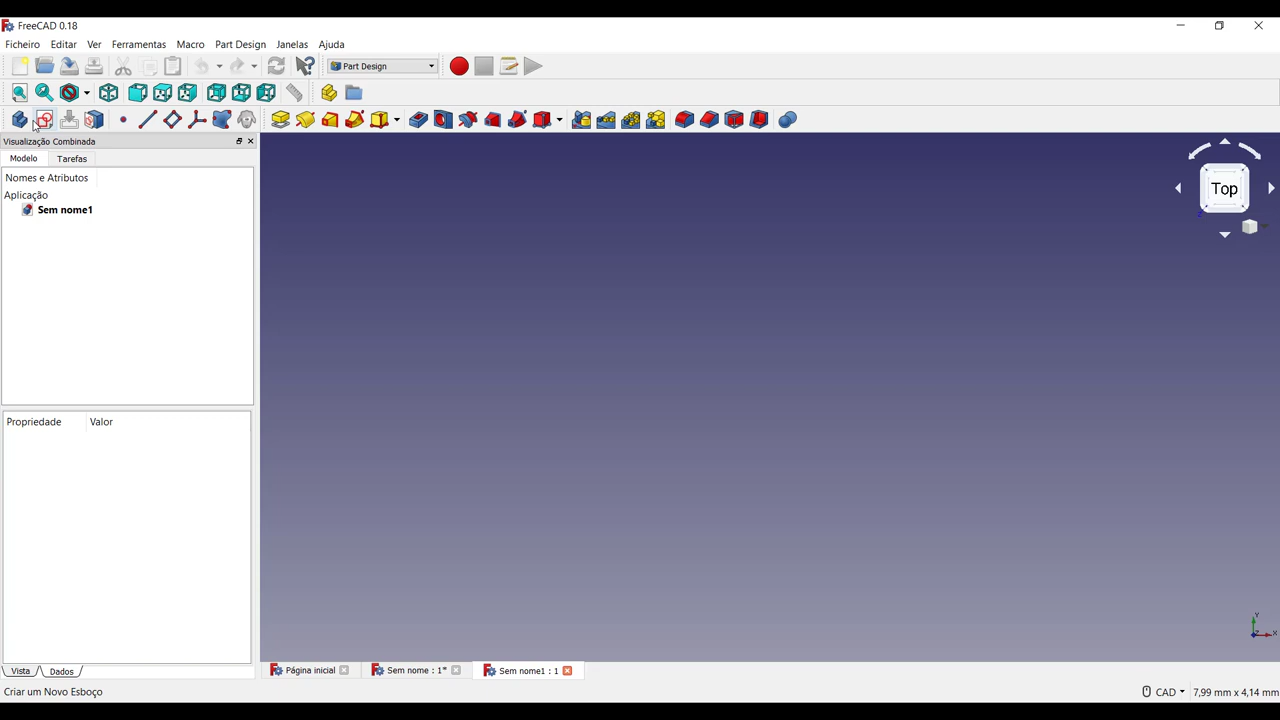 FreeCAD 0.18
Ficheiro Editar Ver Ferramentas Macro Part Design Janelas Ajuda
Part Design
Visualização Combinada
Modelo Tarefas
Nomes e Atributos
Aplicação
Sem nome1
Top
Z
Propriedade Valor
Y
X
Z
Vista Dados
Página inicial Sem nome : 1* Sem nome1 : 1
Criar um Novo Esboço CAD 7,99 mm x 4,14 mm